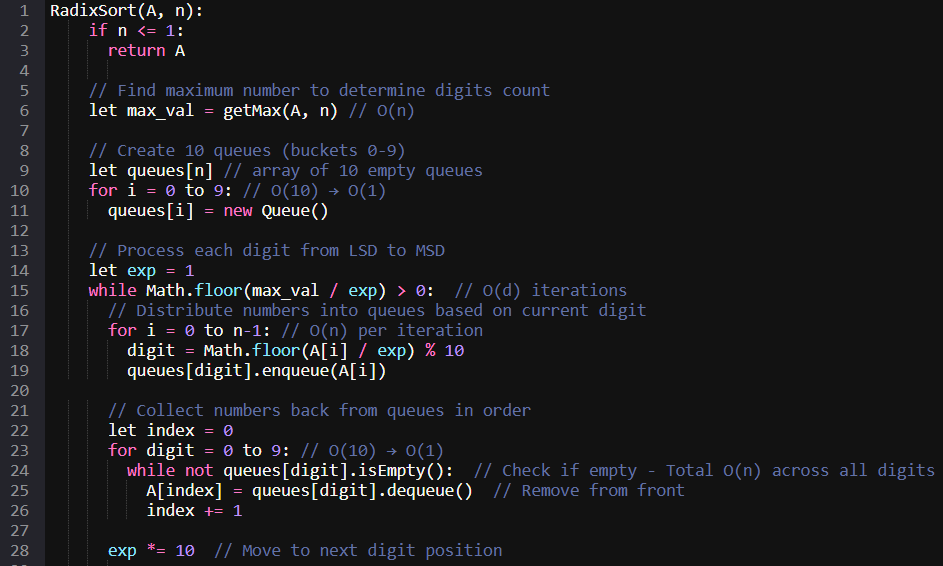 1 RadixSort(A, n):
2     if n <= 1:
3       return A
4
5     // Find maximum number to determine digits count
6     let max_val = getMax(A, n) // O(n)
7
8     // Create 10 queues (buckets 0-9)
9     let queues[n] // array of 10 empty queues
10     for i = 0 to 9: // O(10) → O(1)
11       queues[i] = new Queue()
12
13     // Process each digit from LSD to MSD
14     let exp = 1
15     while Math.floor(max_val / exp) > 0:  // O(d) iterations
16       // Distribute numbers into queues based on current digit
17       for i = 0 to n-1: // O(n) per iteration
18         digit = Math.floor(A[i] / exp) % 10
19         queues[digit].enqueue(A[i])
20
21       // Collect numbers back from queues in order
22       let index = 0
23       for digit = 0 to 9: // O(10) → O(1)
24         while not queues[digit].isEmpty():  // Check if empty - Total O(n) across all digits
25           A[index] = queues[digit].dequeue()  // Remove from front
26           index += 1
27
28       exp *= 10  // Move to next digit position